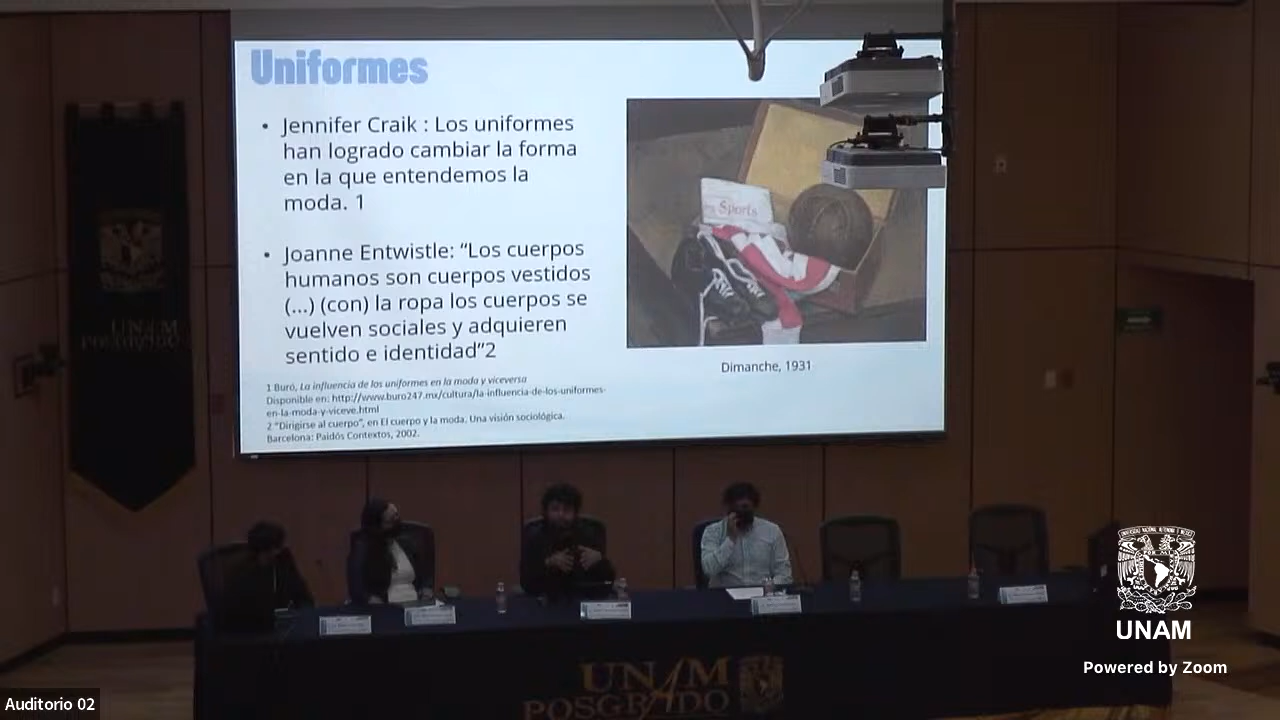 Uniformes
• Jennifer Craik : Los uniformes
han logrado cambiar la forma
en la que entendemos la
moda. 1
• Joanne Entwistle: “Los cuerpos
humanos son cuerpos vestidos
(...) (con) la ropa los cuerpos se
vuelven sociales y adquieren
sentido e identidad”2
1 Buró, La influencia de los uniformes en la moda y viceversa
Disponible en: http://www.buro247.mx/cultura/la-influencia-de-los-uniformes-
en-la-moda-y-viceve.html
2 “Dirigirse al cuerpo”, en El cuerpo y la moda. Una visión sociológica.
Barcelona: Paidós Contextos, 2002.
Sports
Dimanche, 1931
UNAM
POSGRADO
UNAM
POSGRADO
UNAM
Powered by Zoom
Auditorio 02